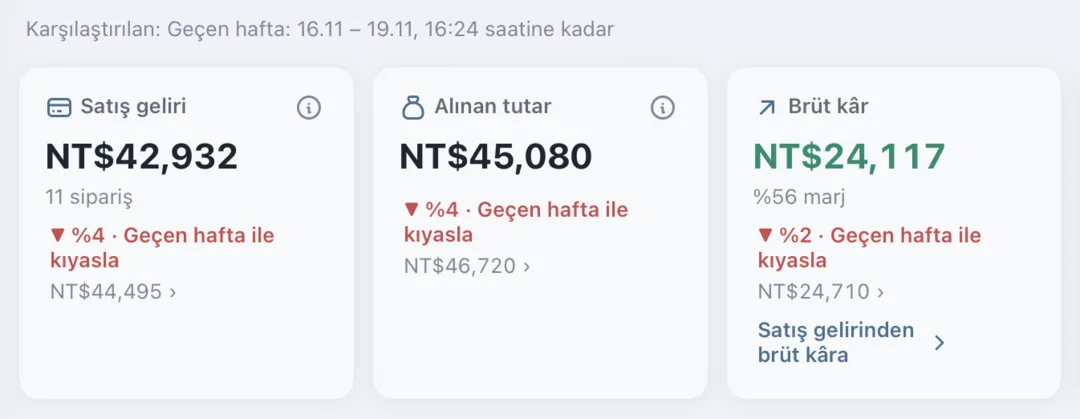 Karşılaştırılan: Geçen hafta: 16.11 – 19.11, 16:24 saatine kadar
Satış geliri
NT$42,932
11 sipariş
▼ %4 · Geçen hafta ile
kıyasla
NT$44,495 ›
Alınan tutar
NT$45,080
▼ %4 · Geçen hafta ile
kıyasla
NT$46,720 ›
Brüt kâr
NT$24,117
%56 marj
▼ %2 · Geçen hafta ile
kıyasla
NT$24,710 ›
Satış gelirinden
brüt kâra